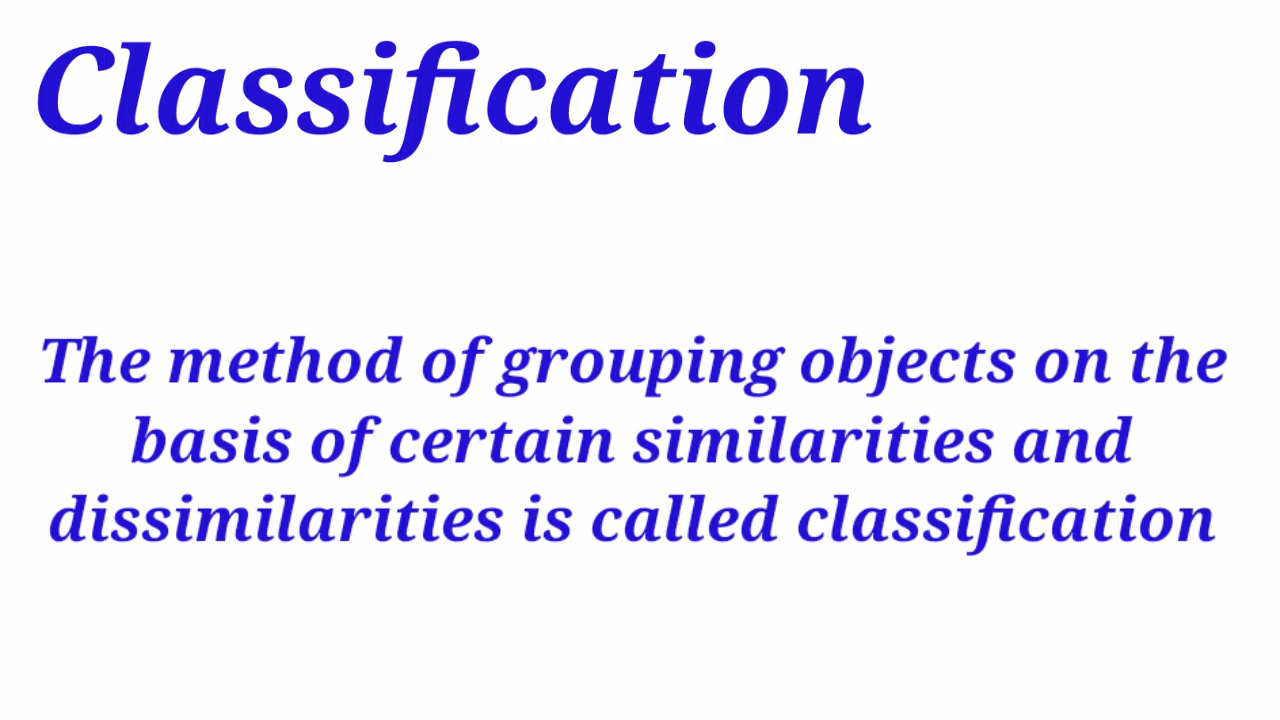 Classification
The method of grouping objects on the
basis of certain similarities and
dissimilarities is called classification